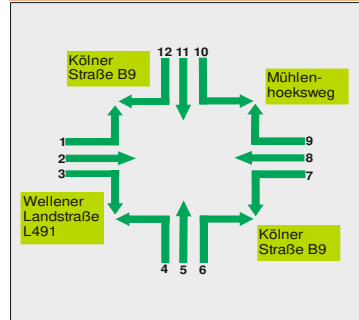 12 11 10
Kölner
Straße B9
Mühlen-
hoeksweg
1
2
3
9
8
7
Wellener
Landstraße
L491
Kölner
Straße B9
4 5 6